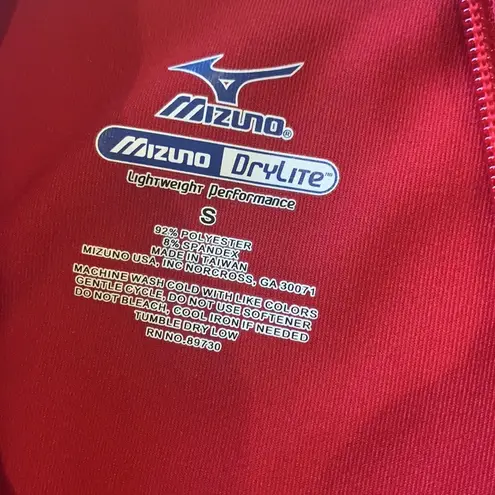 Mizuno®
Mizuno DryLite™
Lightweight Performance
S
92% POLYESTER
8% SPANDEX
MADE IN TAIWAN
MIZUNO USA, INC NORCROSS, GA 30071
MACHINE WASH COLD WITH LIKE COLORS
GENTLE CYCLE, DO NOT USE SOFTENER
DO NOT BLEACH, COOL IRON IF NEEDED
TUMBLE DRY LOW
RN NO. 89730